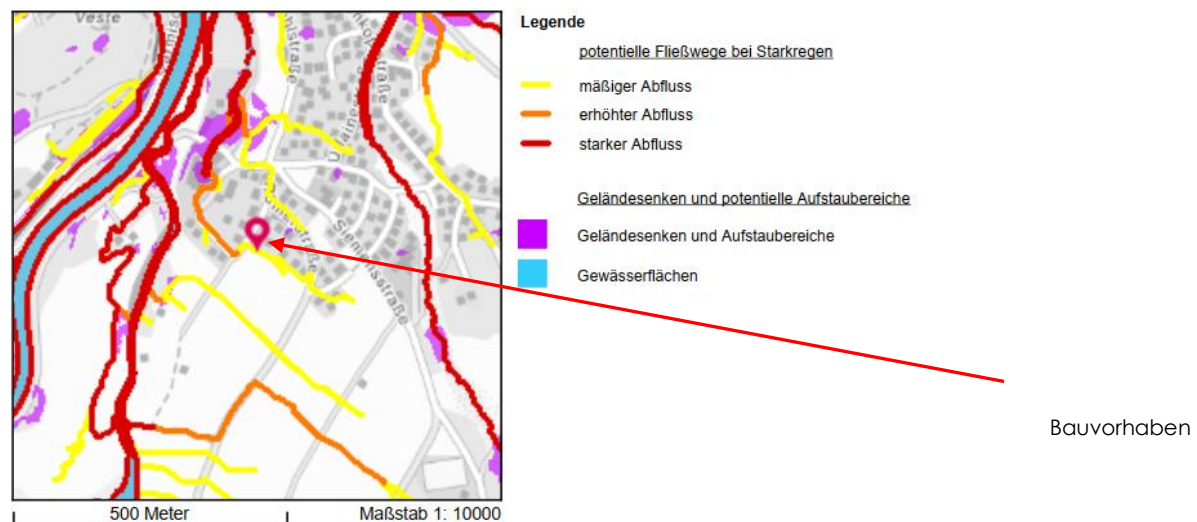 Veste
Legende
potentielle Fließwege bei Starkregen
mäßiger Abfluss
erhöhter Abfluss
starker Abfluss
Geländesenken und potentielle Aufstaubereiche
Geländesenken und Aufstaubereiche
Gewässerflächen
Siemensstraße
Bauvorhaben
500 Meter
Maßstab 1: 10000